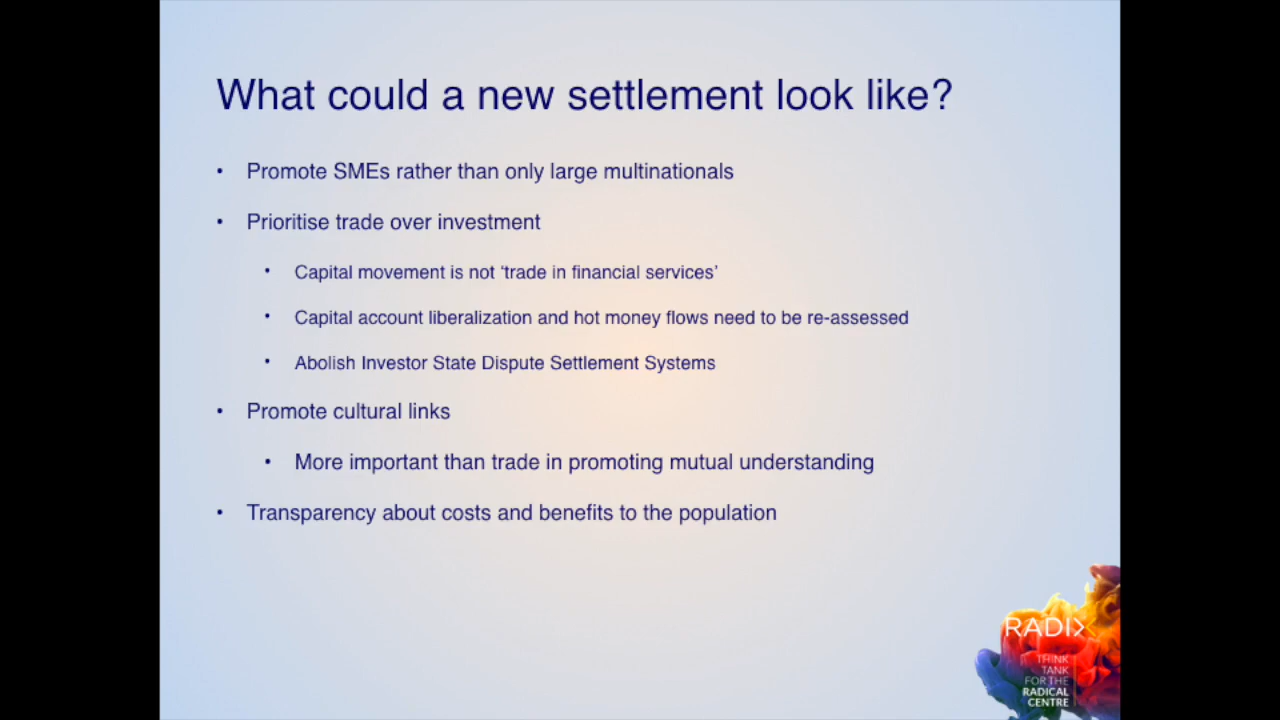 What could a new settlement look like?
• Promote SMEs rather than only large multinationals
• Prioritise trade over investment
• Capital movement is not ‘trade in financial services’
• Capital account liberalization and hot money flows need to be re-assessed
• Abolish Investor State Dispute Settlement Systems
• Promote cultural links
• More important than trade in promoting mutual understanding
• Transparency about costs and benefits to the population
RADIX
THINK
TANK
FOR THE
RADICAL
CENTRE